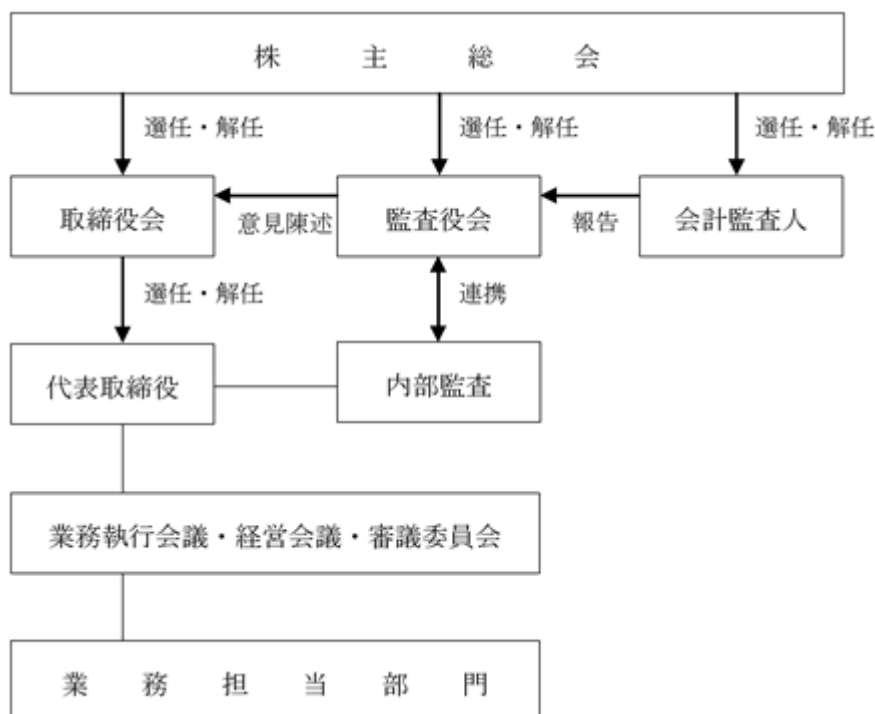 株主総会
選任・解任
選任・解任
選任・解任
取締役会
意見陳述
監査役会
報告
会計監査人
選任・解任
連携
代表取締役
内部監査
業務執行会議・経営会議・審議委員会
業務担当部門